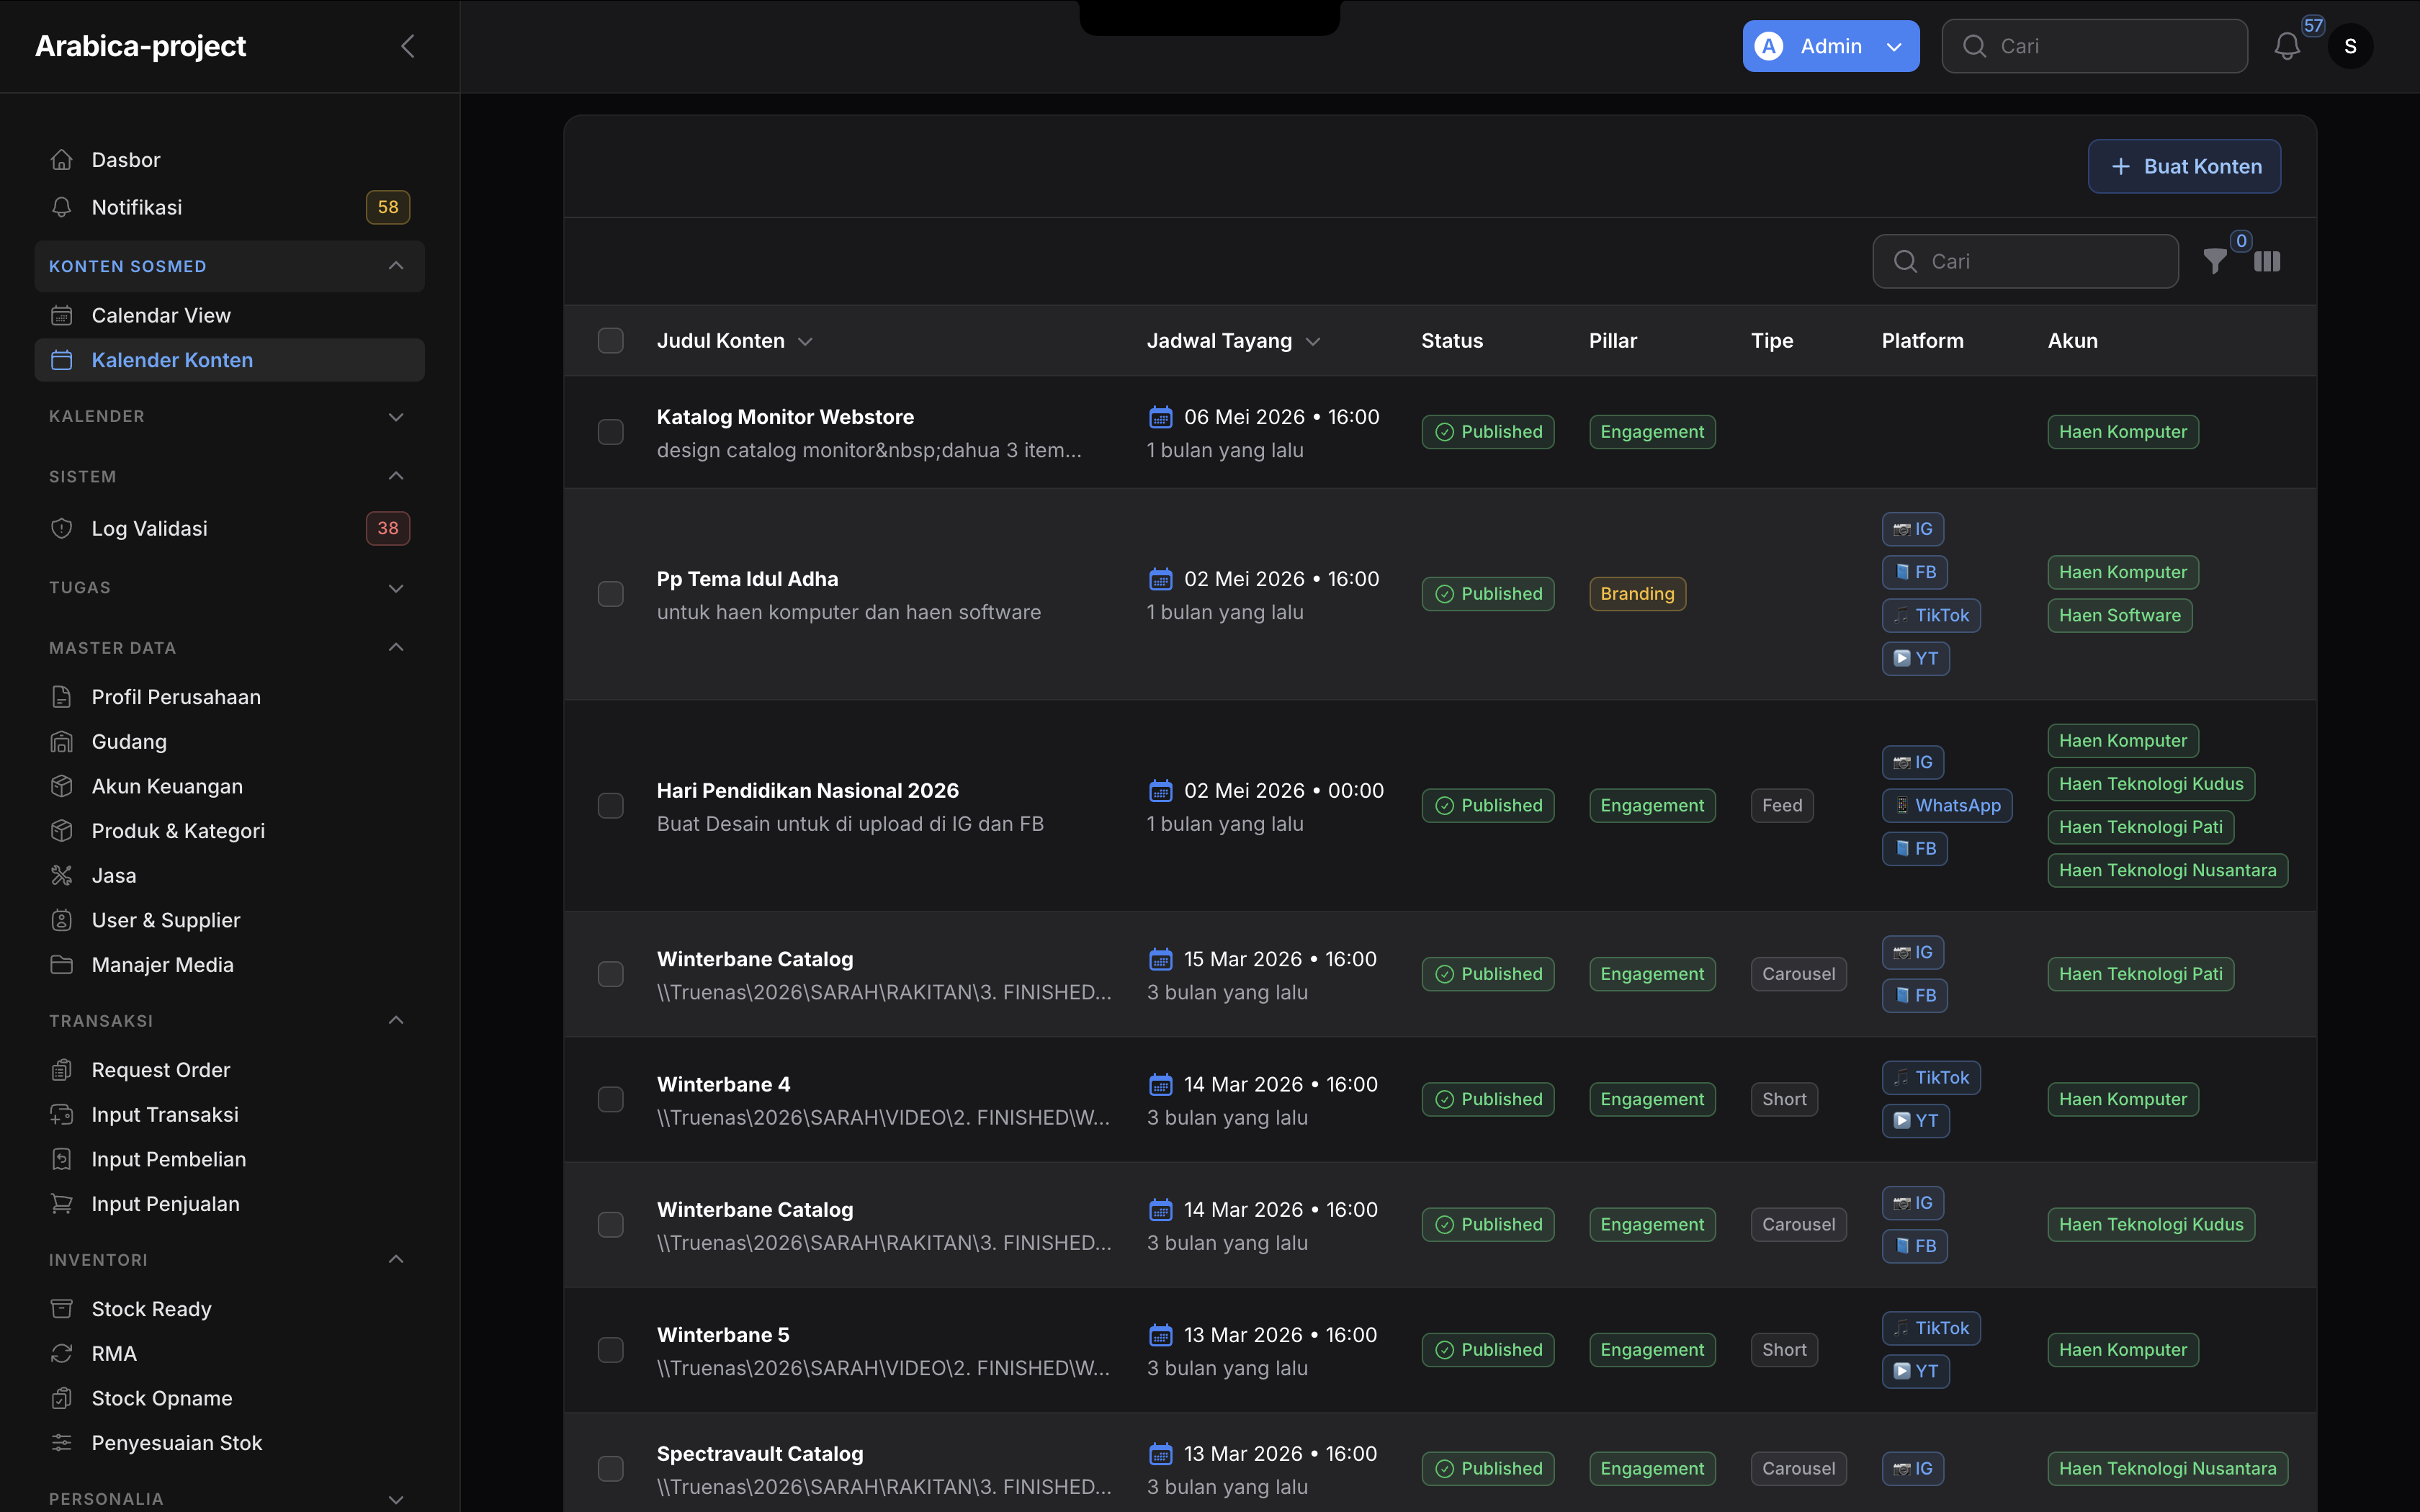 Arabica-project
A Admin
Cari
57
S
Dasbor
Notifikasi 58
KONTEN SOSMED
Calendar View
Kalender Konten
KALENDER
SISTEM
Log Validasi 38
TUGAS
MASTER DATA
Profil Perusahaan
Gudang
Akun Keuangan
Produk & Kategori
Jasa
User & Supplier
Manajer Media
TRANSAKSI
Request Order
Input Transaksi
Input Pembelian
Input Penjualan
INVENTORI
Stock Ready
RMA
Stock Opname
Penyesuaian Stok
PERSONALIA
Buat Konten
Cari
0
Judul Konten Jadwal Tayang Status Pillar Tipe Platform Akun
Katalog Monitor Webstore
design catalog monitor&nbsp;dahua 3 item...
06 Mei 2026 • 16:00
1 bulan yang lalu
Published
Engagement
Haen Komputer
Pp Tema Idul Adha
untuk haen komputer dan haen software
02 Mei 2026 • 16:00
1 bulan yang lalu
Published
Branding
IG
FB
TikTok
YT
Haen Komputer
Haen Software
Hari Pendidikan Nasional 2026
Buat Desain untuk di upload di IG dan FB
02 Mei 2026 • 00:00
1 bulan yang lalu
Published
Engagement
Feed
IG
WhatsApp
FB
Haen Komputer
Haen Teknologi Kudus
Haen Teknologi Pati
Haen Teknologi Nusantara
Winterbane Catalog
\\Truenas\2026\SARAH\RAKITAN\3. FINISHED...
15 Mar 2026 • 16:00
3 bulan yang lalu
Published
Engagement
Carousel
IG
FB
Haen Teknologi Pati
Winterbane 4
\\Truenas\2026\SARAH\VIDEO\2. FINISHED\W...
14 Mar 2026 • 16:00
3 bulan yang lalu
Published
Engagement
Short
TikTok
YT
Haen Komputer
Winterbane Catalog
\\Truenas\2026\SARAH\RAKITAN\3. FINISHED...
14 Mar 2026 • 16:00
3 bulan yang lalu
Published
Engagement
Carousel
IG
FB
Haen Teknologi Kudus
Winterbane 5
\\Truenas\2026\SARAH\VIDEO\2. FINISHED\W...
13 Mar 2026 • 16:00
3 bulan yang lalu
Published
Engagement
Short
TikTok
YT
Haen Komputer
Spectravault Catalog
\\Truenas\2026\SARAH\RAKITAN\3. FINISHED...
13 Mar 2026 • 16:00
3 bulan yang lalu
Published
Engagement
Carousel
IG
Haen Teknologi Nusantara